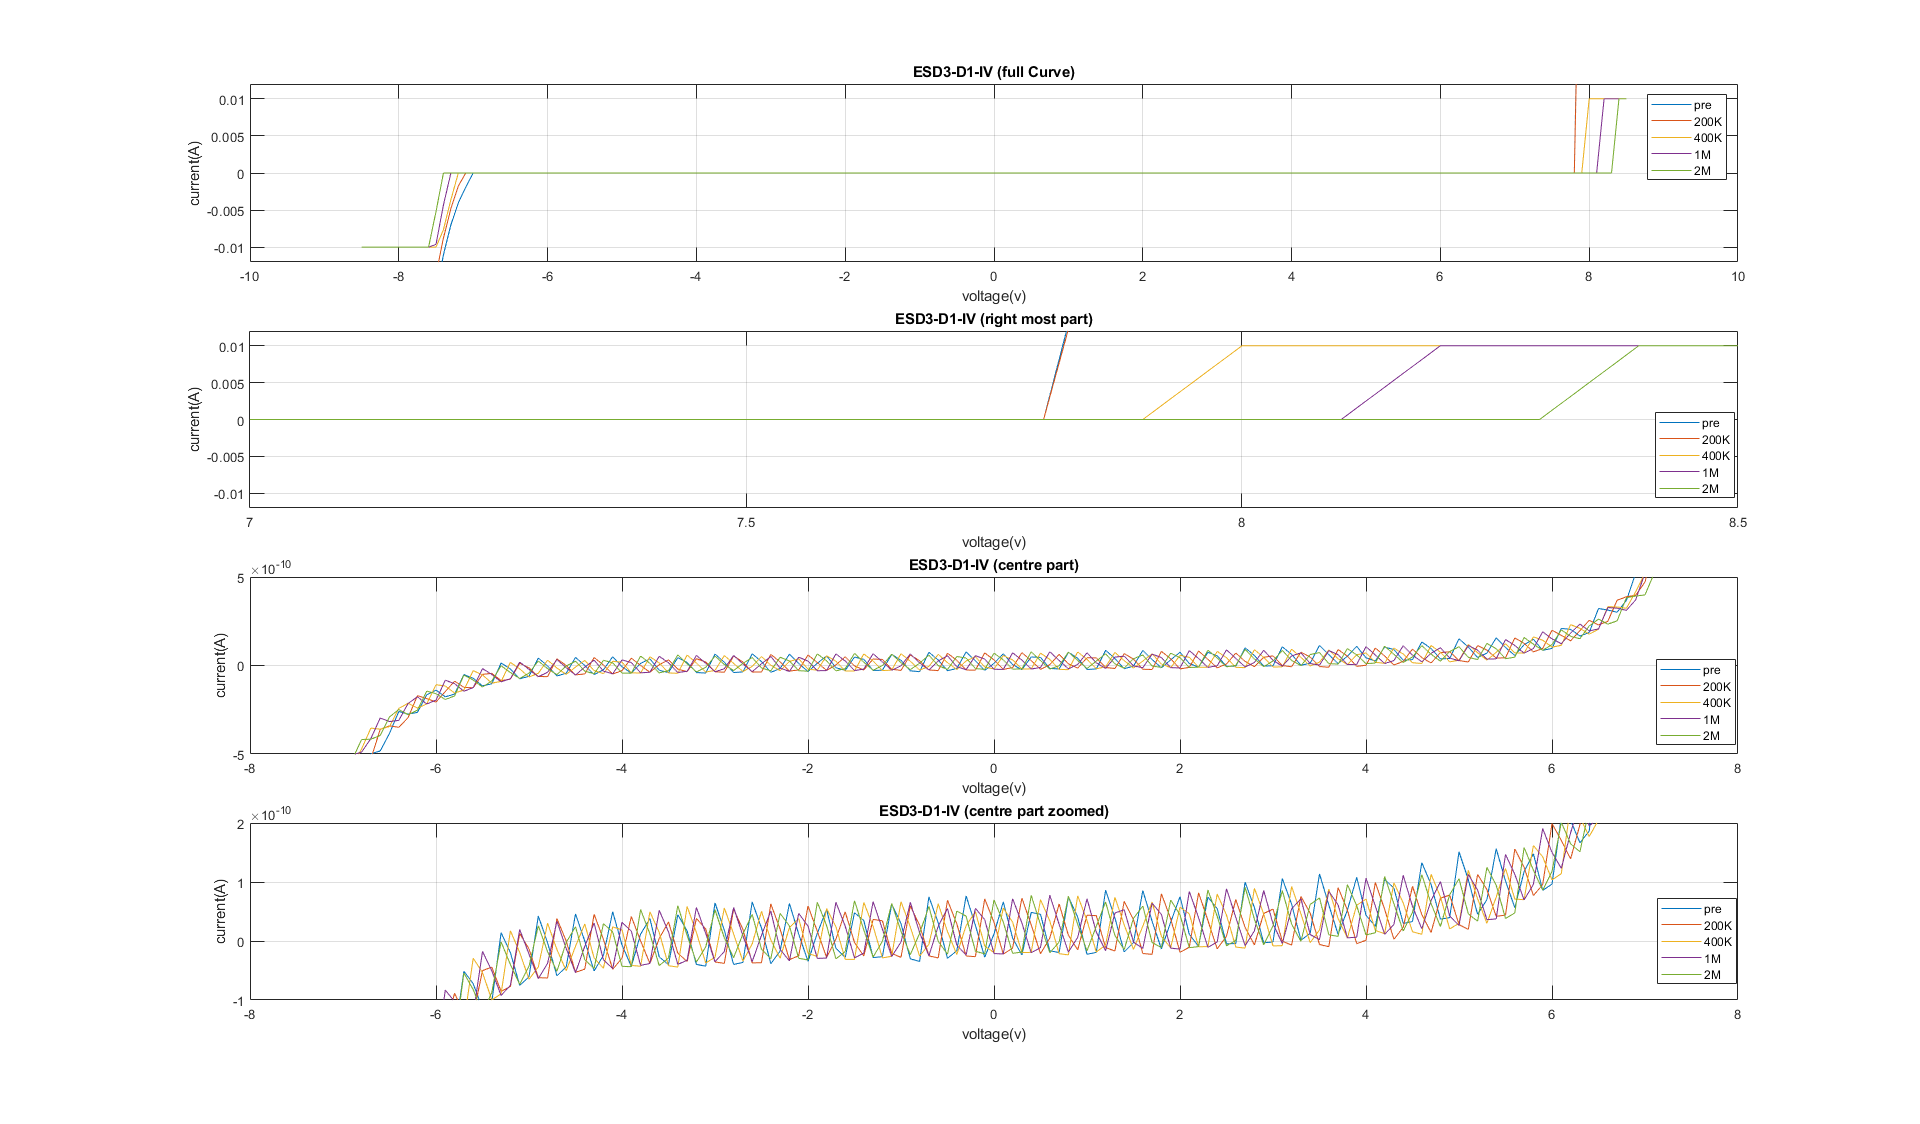 ESD3-D1-IV (full Curve)
0.01
0.005
0
-0.005
-0.01
current(A)
pre
200K
400K
1M
2M
-10 -8 -6 -4 -2 0 2 4 6 8 10
voltage(v)
ESD3-D1-IV (right most part)
0.01
0.005
0
-0.005
-0.01
current(A)
pre
200K
400K
1M
2M
7 7.5 8 8.5
voltage(v)
ESD3-D1-IV (centre part)
×10⁻¹⁰
5
0
-5
current(A)
pre
200K
400K
1M
2M
-8 -6 -4 -2 0 2 4 6 8
voltage(v)
ESD3-D1-IV (centre part zoomed)
×10⁻¹⁰
2
1
0
-1
current(A)
pre
200K
400K
1M
2M
-8 -6 -4 -2 0 2 4 6 8
voltage(v)